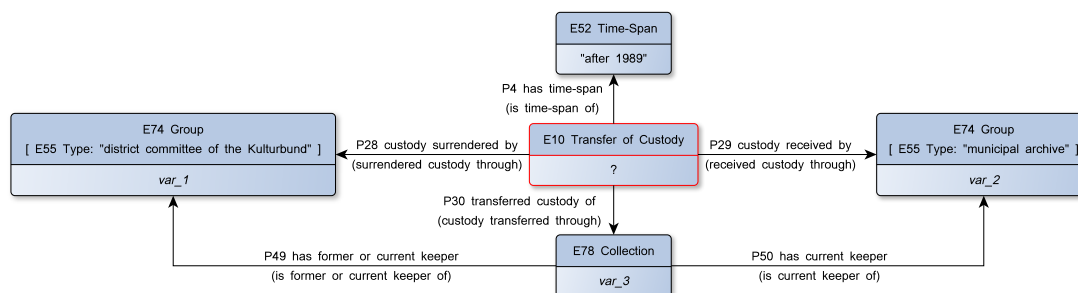 E52 Time-Span
"after 1989"
P4 has time-span
(is time-span of)
E74 Group
[ E55 Type: "district committee of the Kulturbund" ]
var_1
P28 custody surrendered by
(surrendered custody through)
E10 Transfer of Custody
?
P29 custody received by
(received custody through)
E74 Group
[ E55 Type: "municipal archive" ]
var_2
P30 transferred custody of
(custody transferred through)
P49 has former or current keeper
(is former or current keeper of)
E78 Collection
var_3
P50 has current keeper
(is current keeper of)